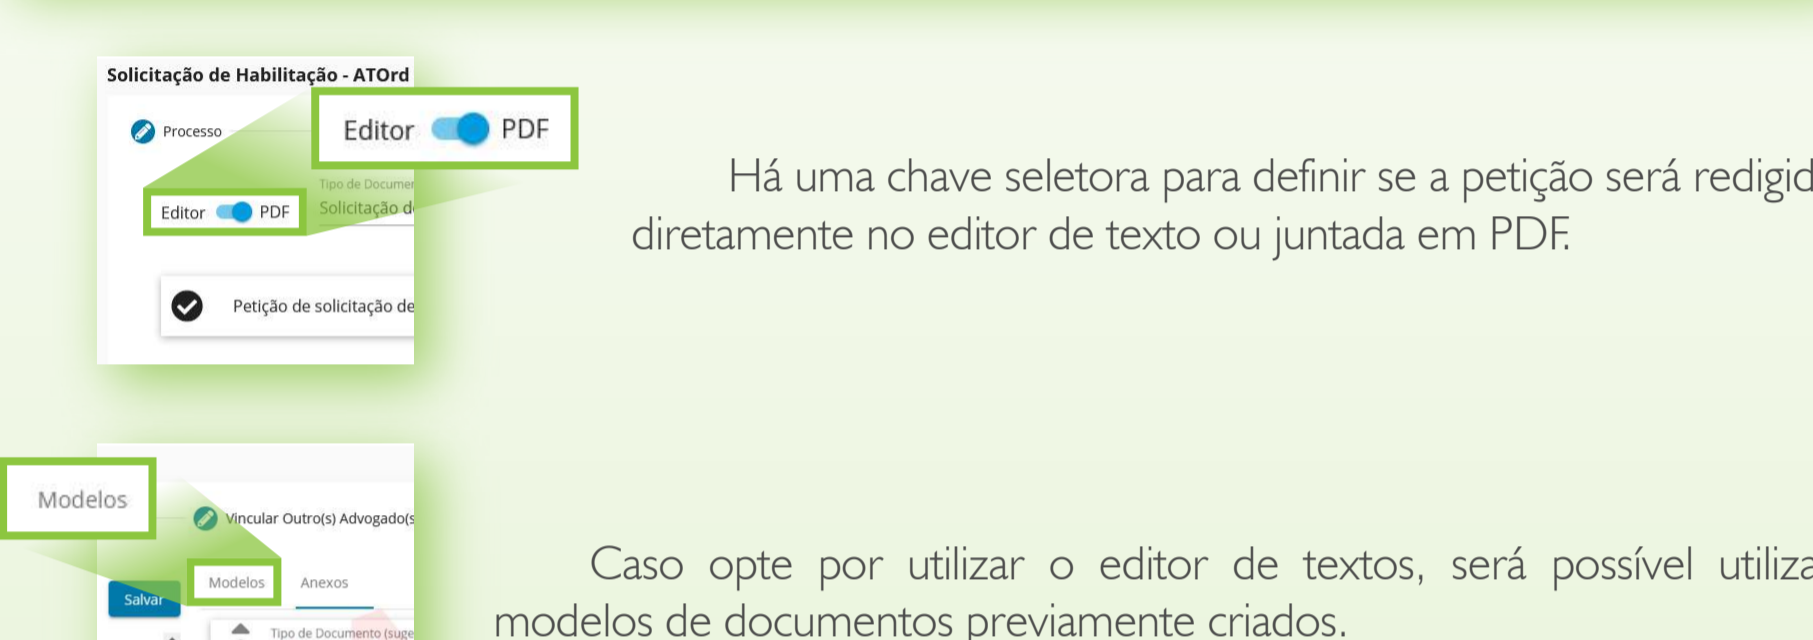 Solicitação de Habilitação - ATOrd
Processo
Editor PDF
Tipo de Documen
Editor PDF
Solicitação d
Petição de solicitação de
Há uma chave seletora para definir se a petição será redigid
diretamente no editor de texto ou juntada em PDF.
Modelos
Vincular Outro(s) Advogado(s
Modelos Anexos
Salvar
Tipo de Documento (suge
Caso opte por utilizar o editor de textos, será possível utiliza
modelos de documentos previamente criados.